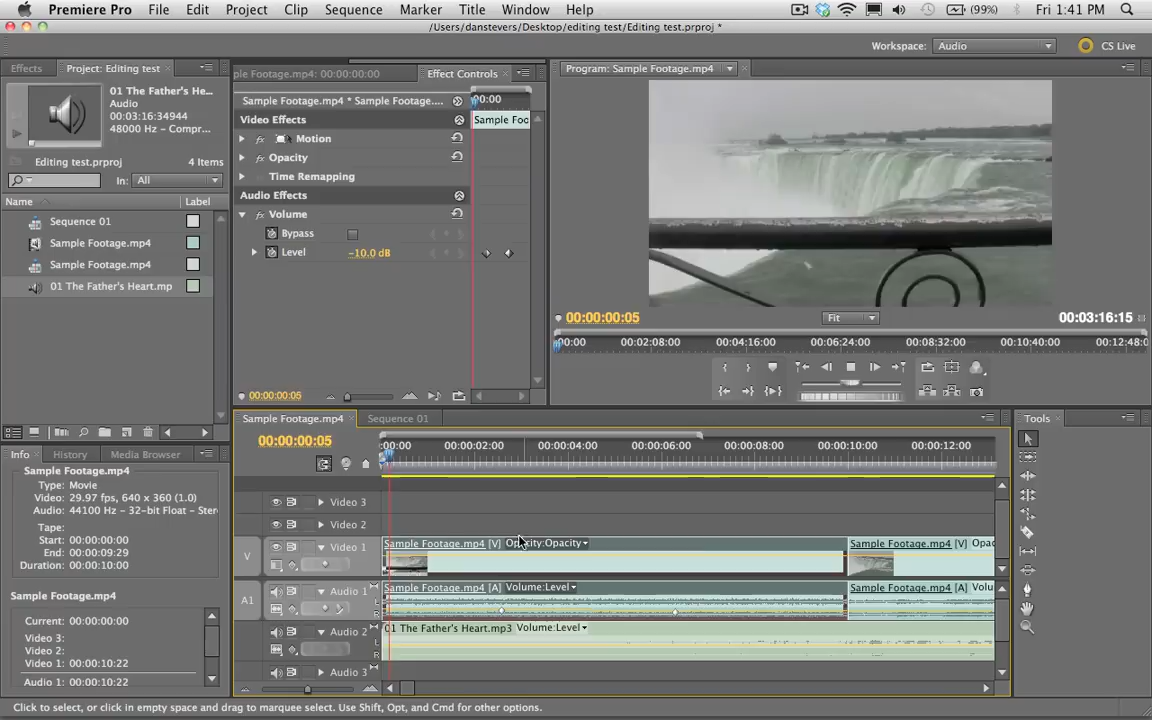 Premiere Pro File Edit Project Clip Sequence Marker Title Window Help (99%) Fri 1:41 PM
/Users/danstevers/Desktop/editing test/Editing test.prproj *
Workspace: Audio CS Live
Effects Project: Editing test
01 The Father's He...
Audio
00:03:16:34944
48000 Hz - Compr...
Editing test.prproj 4 Items
In: All
Name Label
Sequence 01
Sample Footage.mp4
Sample Footage.mp4
01 The Father's Heart.mp
ple Footage.mp4: 00:00:00:00 Effect Controls
Sample Footage.mp4 * Sample Footage.... 00:00
Video Effects Sample Foo
fx Motion
fx Opacity
Time Remapping
Audio Effects
fx Volume
Bypass
Level -10.0 dB
00:00:00:05
Program: Sample Footage.mp4
00:00:00:05 Fit 00:03:16:15
00:00 00:02:08:00 00:04:16:00 00:06:24:00 00:08:32:00 00:10:40:00 00:12:48:0
Info History Media Browser
Sample Footage.mp4
Type: Movie
Video: 29.97 fps, 640 x 360 (1.0)
Audio: 44100 Hz - 32-bit Float - Ster
Tape:
Start: 00:00:00:00
End: 00:00:09:29
Duration: 00:00:10:00
Sample Footage.mp4
Current: 00:00:00:00
Video 3:
Video 2:
Video 1: 00:00:10:22
Audio 1: 00:00:10:22
Sample Footage.mp4 Sequence 01
00:00:00:05 :00:00 00:00:02:00 00:00:04:00 00:00:06:00 00:00:08:00 00:00:10:00 00:00:12:00
Video 3
Video 2
V Video 1 Sample Footage.mp4 [V] Opacity:Opacity Sample Footage.mp4 [V] Opac
A1 Audio 1 L R Sample Footage.mp4 [A] Volume:Level Sample Footage.mp4 [A] Volu
Audio 2 L R 01 The Father's Heart.mp3 Volume:Level
Audio 3
Tools
Click to select, or click in empty space and drag to marquee select. Use Shift, Opt, and Cmd for other options.